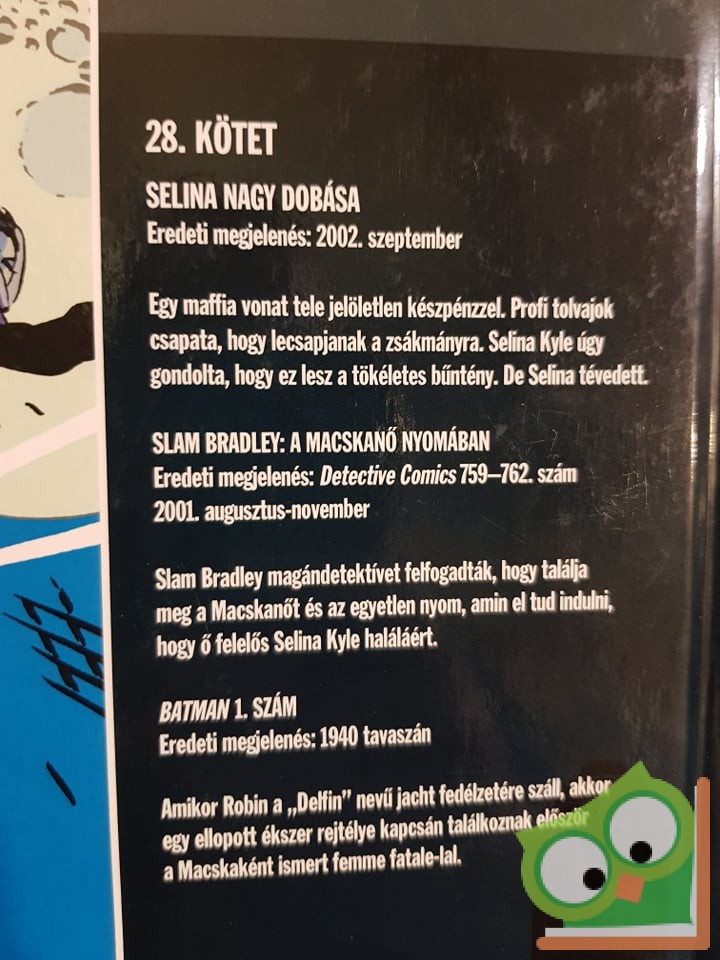 28. KÖTET
SELINA NAGY DOBÁSA
Eredeti megjelenés: 2002. szeptember
Egy maffia vonat tele jelöletlen készpénzzel. Profi tolvajok
csapata, hogy lecsapjanak a zsákmányra. Selina Kyle úgy
gondolta, hogy ez lesz a tökéletes bűntény. De Selina tévedett.
SLAM BRADLEY: A MACSKANŐ NYOMÁBAN
Eredeti megjelenés: Detective Comics 759–762. szám
2001. augusztus-november
Slam Bradley magándetektívet felfogadták, hogy találja
meg a Macskanőt és az egyetlen nyom, amin el tud indulni,
hogy ő felelős Selina Kyle haláláért.
BATMAN 1. SZÁM
Eredeti megjelenés: 1940 tavaszán
Amikor Robin a „Delfin” nevű jacht fedélzetére száll, akkor
egy ellopott ékszer rejtélye kapcsán találkoznak először
a Macskaként ismert femme fatale-lal.